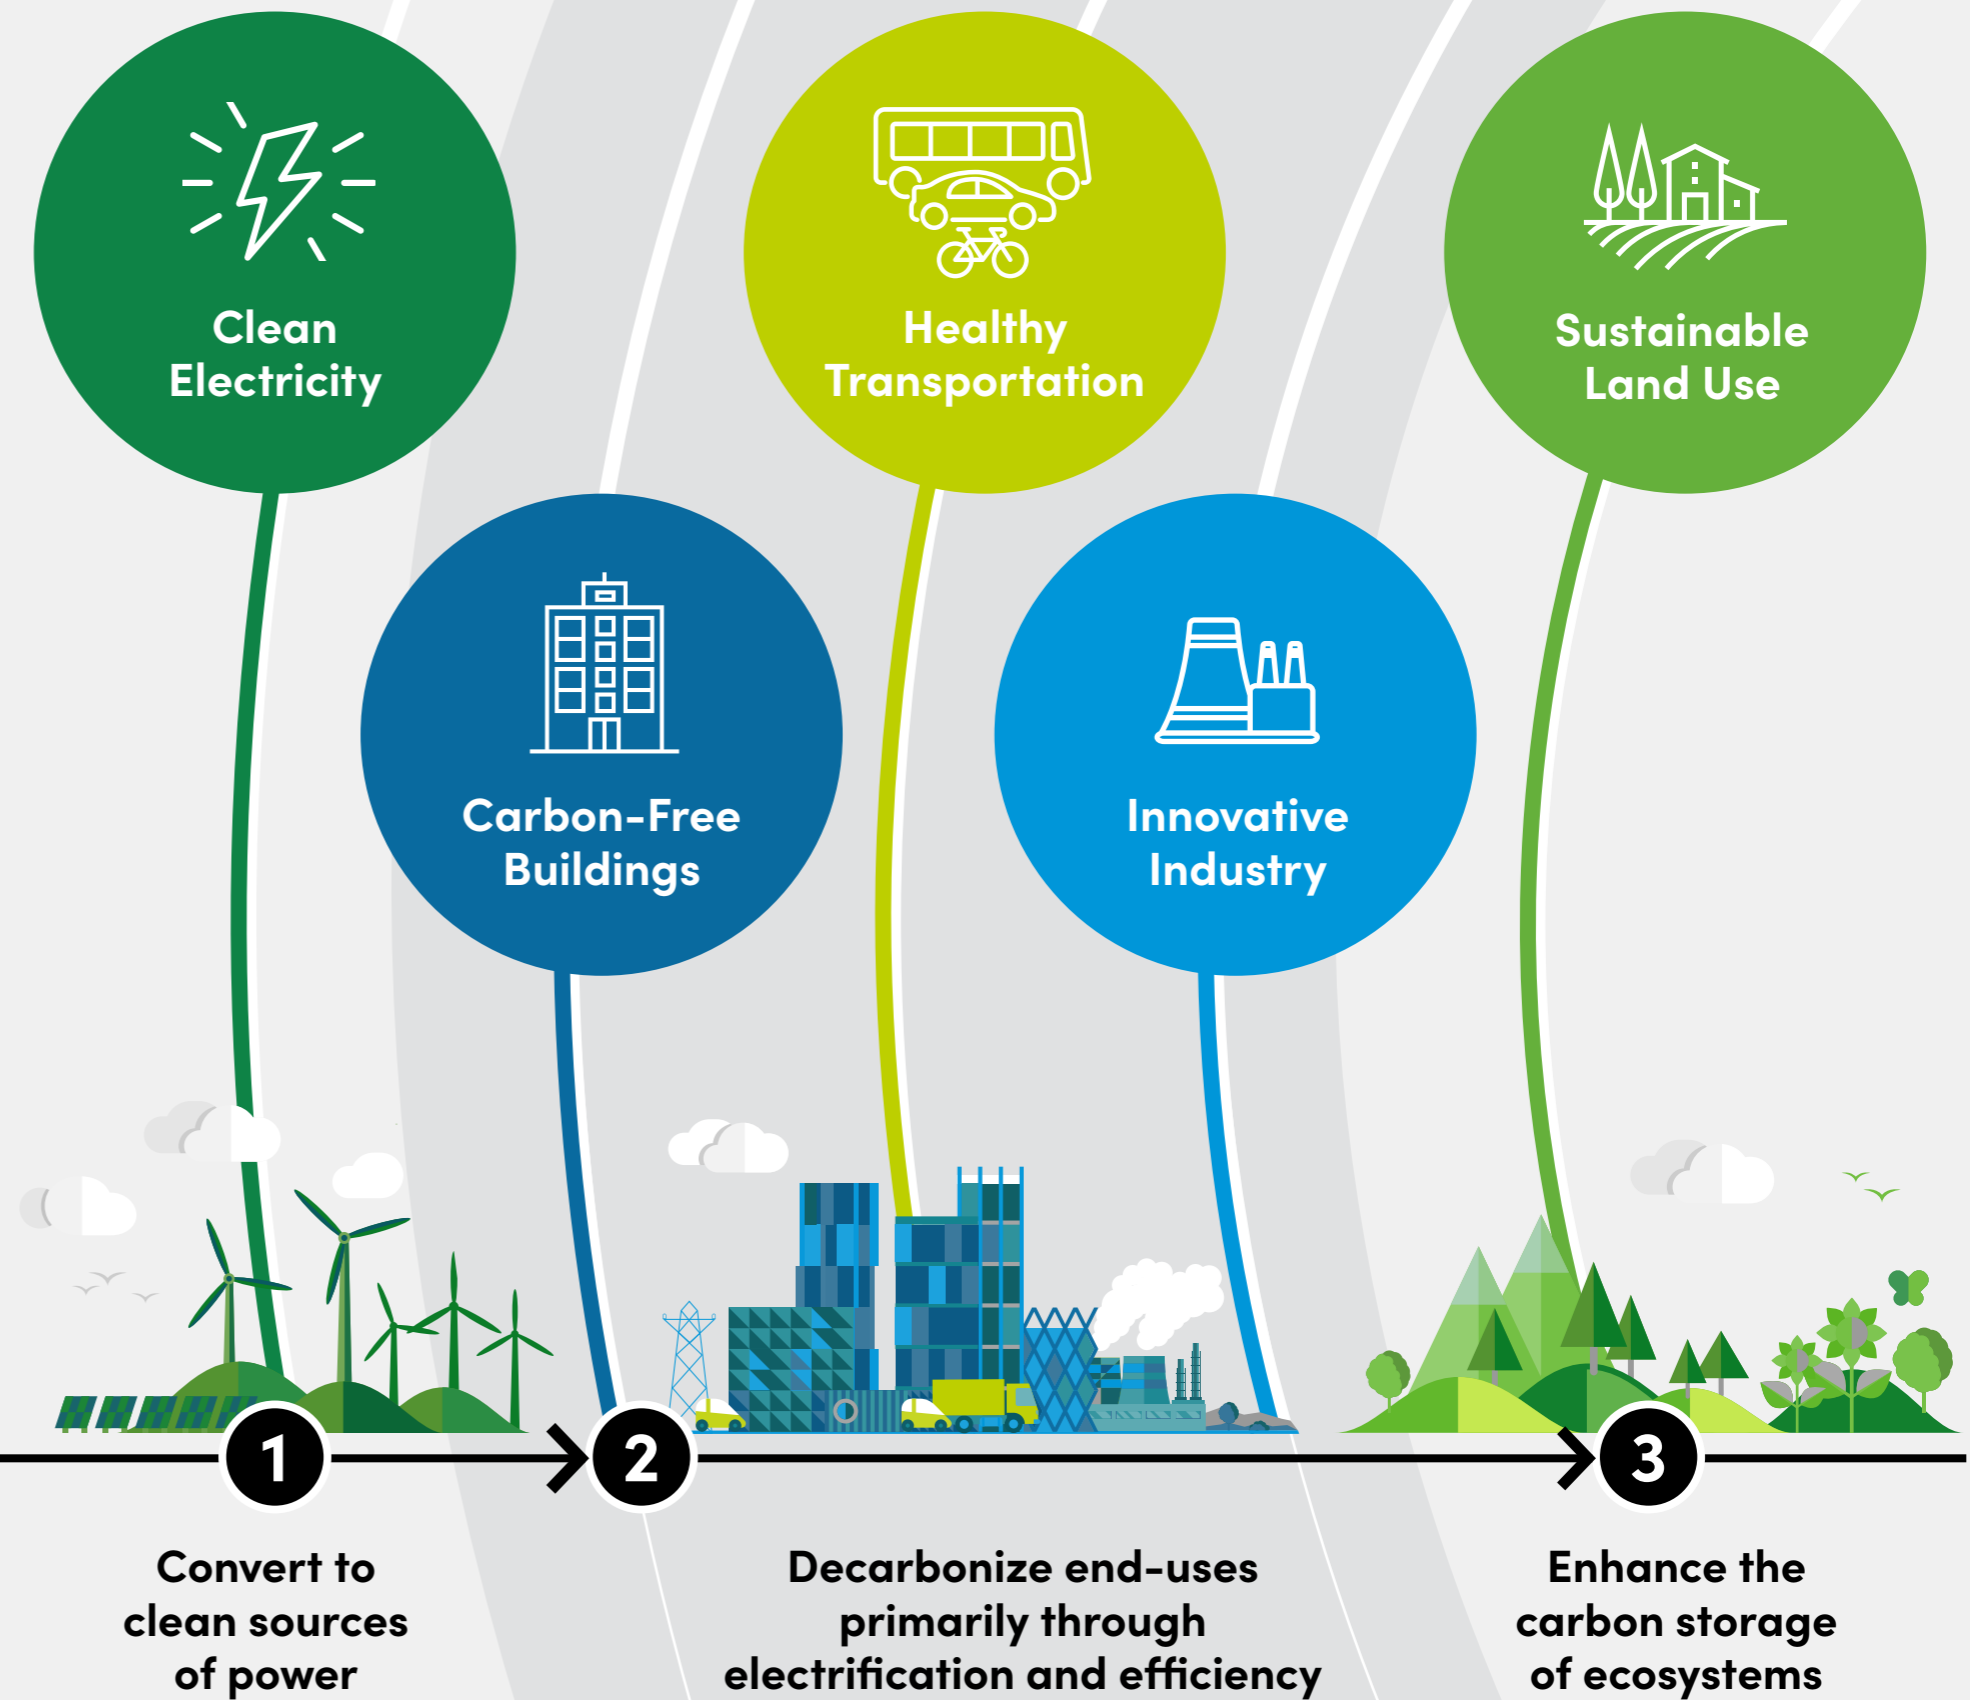 Clean
Electricity
Healthy
Transportation
Sustainable
Land Use
Carbon-Free
Buildings
Innovative
Industry
1
2
3
Convert to
clean sources
of power
Decarbonize end-uses
primarily through
electrification and efficiency
Enhance the
carbon storage
of ecosystems